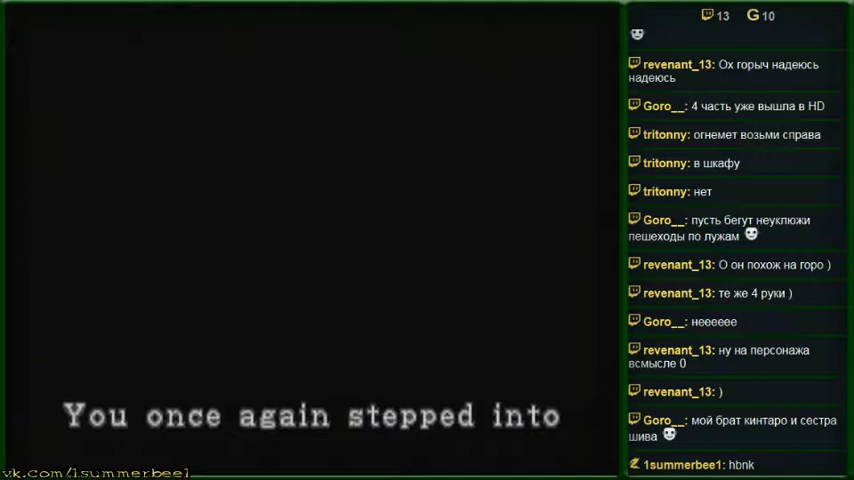 13 G 10
revenant_13: Ох горыч надеюсь
надеюсь
Goro__: 4 часть уже вышла в HD
tritonny: огнемет возьми справа
tritonny: в шкафу
tritonny: нет
Goro__: пусть бегут неуклюжи
пешеходы по лужам
revenant_13: О он похож на горо )
revenant_13: те же 4 руки )
Goro__: нееееее
revenant_13: ну на персонажа
всмысле 0
revenant_13: )
Goro__: мой брат кинтаро и сестра
шива
1summerbee1: hbnk
You once again stepped into
vk.com/1summerbee1